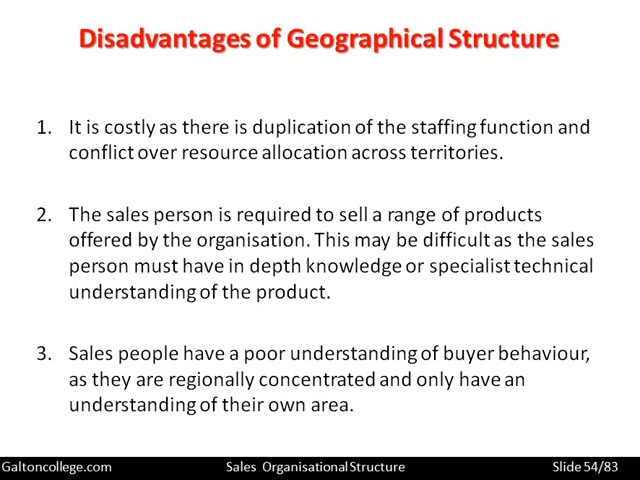 Disadvantages of Geographical Structure
1. It is costly as there is duplication of the staffing function and
conflict over resource allocation across territories.
2. The sales person is required to sell a range of products
offered by the organisation. This may be difficult as the sales
person must have in depth knowledge or specialist technical
understanding of the product.
3. Sales people have a poor understanding of buyer behaviour,
as they are regionally concentrated and only have an
understanding of their own area.
Galtoncollege.com Sales Organisational Structure Slide 54/83